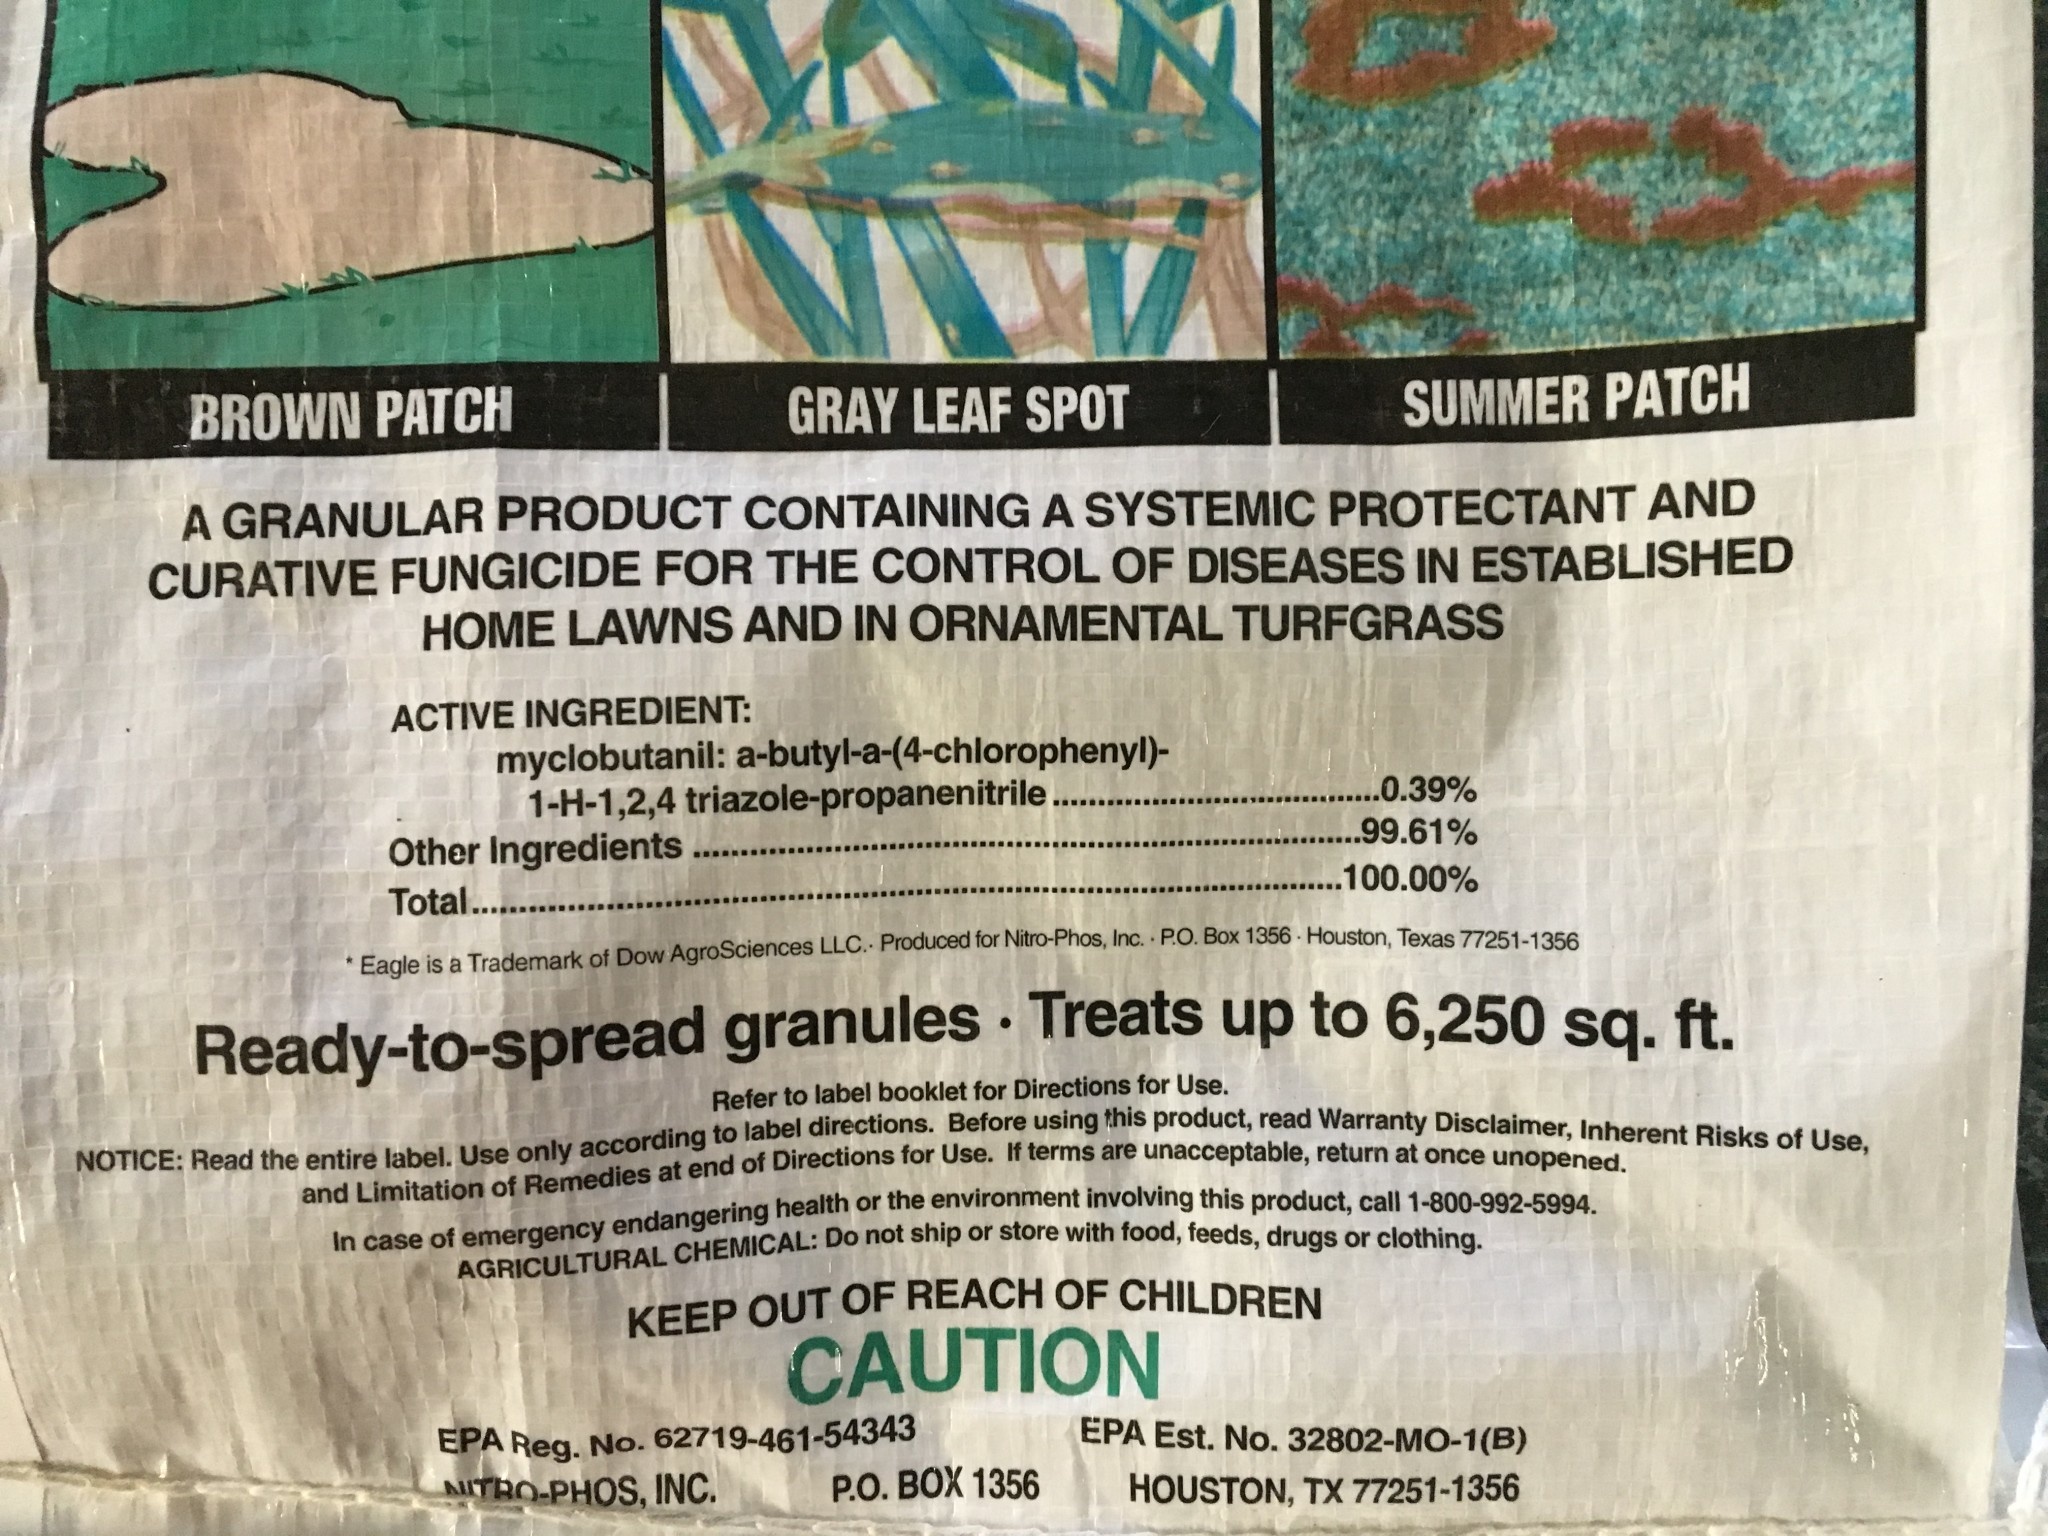 BROWN PATCH
GRAY LEAF SPOT
SUMMER PATCH
A GRANULAR PRODUCT CONTAINING A SYSTEMIC PROTECTANT AND
CURATIVE FUNGICIDE FOR THE CONTROL OF DISEASES IN ESTABLISHED
HOME LAWNS AND IN ORNAMENTAL TURFGRASS
ACTIVE INGREDIENT:
myclobutanil: a-butyl-a-(4-chlorophenyl)-
1-H-1,2,4 triazole-propanenitrile....................................0.39%
Other Ingredients ........................................................................99.61%
Total.............................................................................................100.00%
* Eagle is a Trademark of Dow AgroSciences LLC.· Produced for Nitro-Phos, Inc. · P.O. Box 1356 · Houston, Texas 77251-1356
Ready-to-spread granules · Treats up to 6,250 sq. ft.
Refer to label booklet for Directions for Use.
NOTICE: Read the entire label. Use only according to label directions. Before using this product, read Warranty Disclaimer, Inherent Risks of Use,
and Limitation of Remedies at end of Directions for Use. If terms are unacceptable, return at once unopened.
In case of emergency endangering health or the environment involving this product, call 1-800-992-5994.
AGRICULTURAL CHEMICAL: Do not ship or store with food, feeds, drugs or clothing.
KEEP OUT OF REACH OF CHILDREN
CAUTION
EPA Reg. No. 62719-461-54343 EPA Est. No. 32802-MO-1(B)
NITRO-PHOS, INC. P.O. BOX 1356 HOUSTON, TX 77251-1356